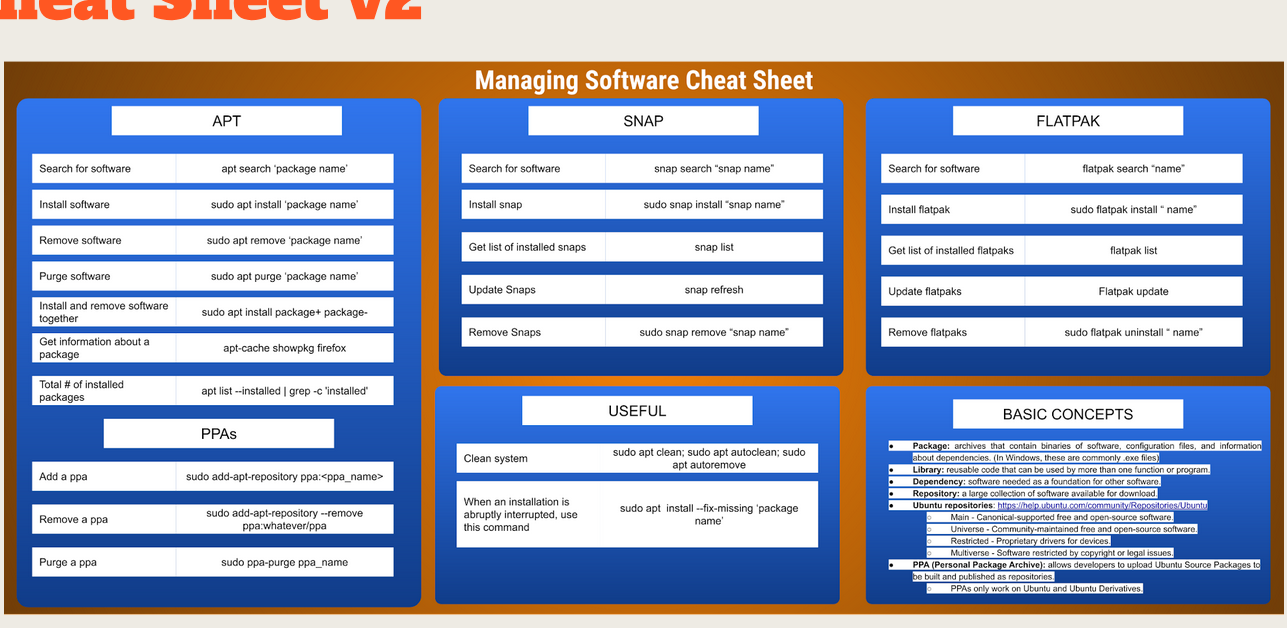 heat Sheet v2
Managing Software Cheat Sheet
APT
Search for software apt search ‘package name’
Install software sudo apt install ‘package name’
Remove software sudo apt remove ‘package name’
Purge software sudo apt purge ‘package name’
Install and remove software
together
sudo apt install package+ package-
Get information about a
package
apt-cache showpkg firefox
Total # of installed
packages
apt list --installed | grep -c 'installed'
PPAs
Add a ppa sudo add-apt-repository ppa:<ppa_name>
Remove a ppa
sudo add-apt-repository --remove
ppa:whatever/ppa
Purge a ppa sudo ppa-purge ppa_name
SNAP
Search for software snap search “snap name”
Install snap sudo snap install “snap name”
Get list of installed snaps snap list
Update Snaps snap refresh
Remove Snaps sudo snap remove “snap name”
FLATPAK
Search for software flatpak search “name”
Install flatpak sudo flatpak install “ name”
Get list of installed flatpaks flatpak list
Update flatpaks Flatpak update
Remove flatpaks sudo flatpak uninstall “ name”
USEFUL
Clean system
sudo apt clean; sudo apt autoclean; sudo
apt autoremove
When an installation is
abruptly interrupted, use
this command
sudo apt  install --fix-missing ‘package
name’
BASIC CONCEPTS
● Package: archives that contain binaries of software, configuration files, and information
about dependencies. (In Windows, these are commonly .exe files)
● Library: reusable code that can be used by more than one function or program.
● Dependency: software needed as a foundation for other software.
● Repository: a large collection of software available for download.
● Ubuntu repositories: https://help.ubuntu.com/community/Repositories/Ubuntu
○ Main - Canonical-supported free and open-source software.
○ Universe - Community-maintained free and open-source software.
○ Restricted - Proprietary drivers for devices.
○ Multiverse - Software restricted by copyright or legal issues.
● PPA (Personal Package Archive): allows developers to upload Ubuntu Source Packages to
be built and published as repositories.
○ PPAs only work on Ubuntu and Ubuntu Derivatives.